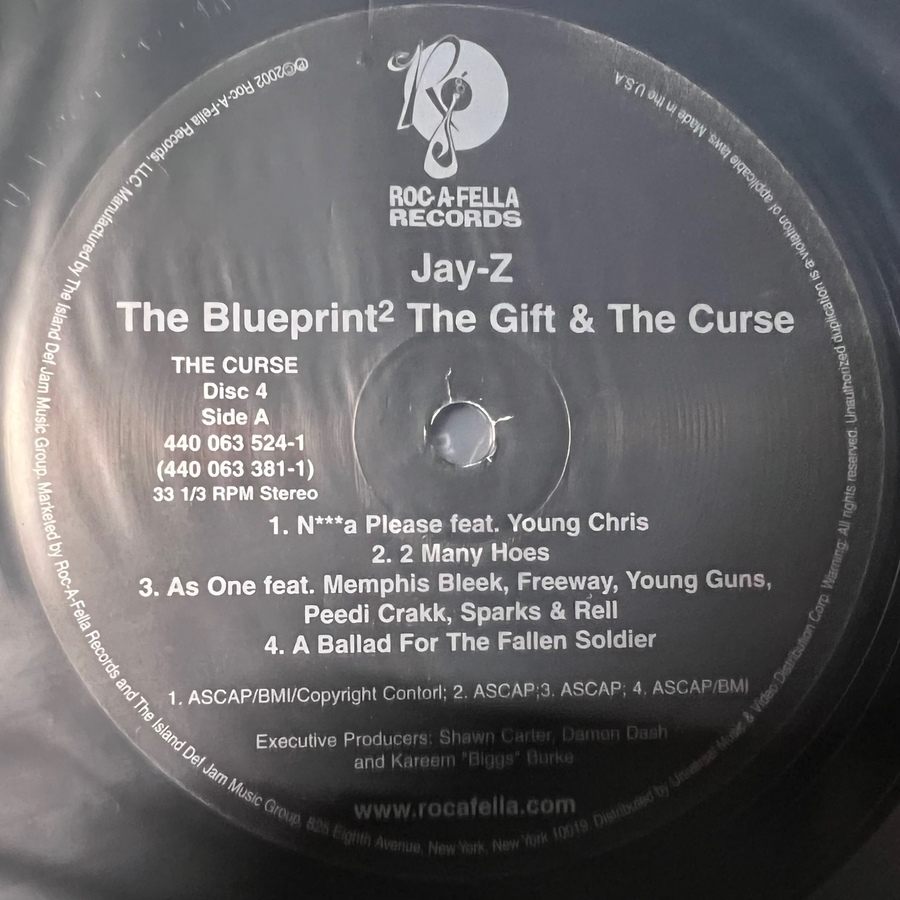 ROC-A-FELLA
RECORDS
Jay-Z
The Blueprint² The Gift & The Curse
THE CURSE
Disc 4
Side A
440 063 524-1
(440 063 381-1)
33 1/3 RPM Stereo
1. N***a Please feat. Young Chris
2. 2 Many Hoes
3. As One feat. Memphis Bleek, Freeway, Young Guns,
Peedi Crakk, Sparks & Rell
4. A Ballad For The Fallen Soldier
1. ASCAP/BMI/Copyright Contorl; 2. ASCAP;3. ASCAP; 4. ASCAP/BMI
Executive Producers: Shawn Carter, Damon Dash
and Kareem "Biggs" Burke
www.rocafella.com
℗©2002 Roc-A-Fella Records, LLC. Manufactured by The Island Def Jam Music Group. Marketed by Roc-A-Fella Records and The Island Def Jam Music Group, 825 Eighth Avenue, New York, New York 10019. Distributed by Universal Music & Video Distribution Corp. Warning: All rights reserved. Unauthorized duplication is a violation of applicable laws. Made in the U.S.A